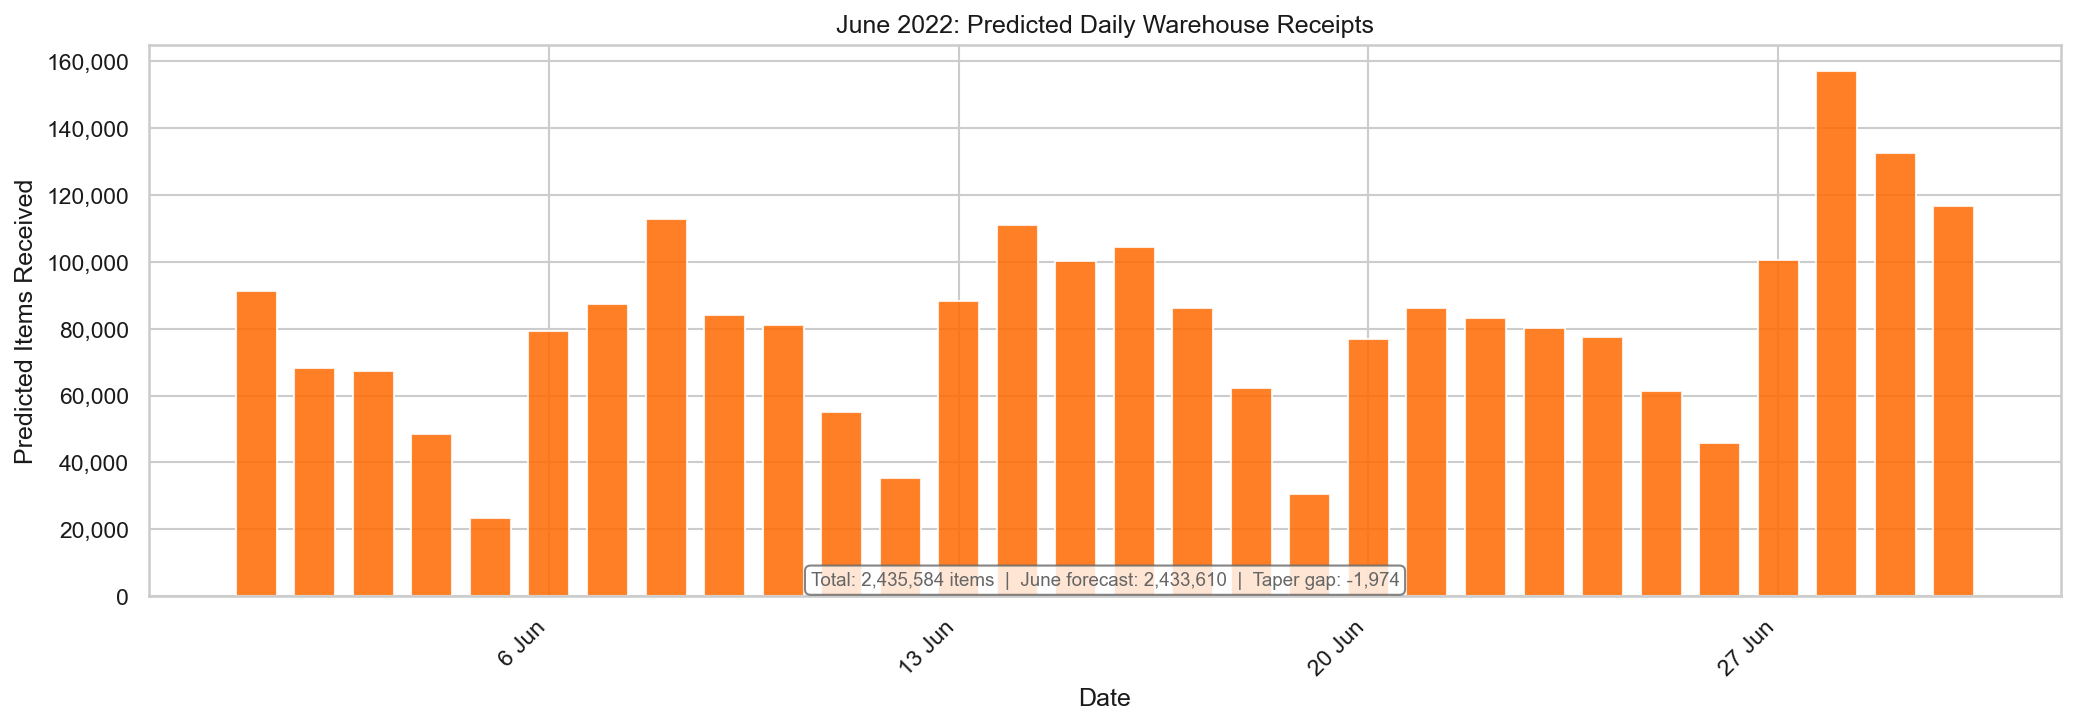 June 2022: Predicted Daily Warehouse Receipts
Predicted Items Received
160,000
140,000
120,000
100,000
80,000
60,000
40,000
20,000
0
Total: 2,435,584 items | June forecast: 2,433,610 | Taper gap: -1,974
6 Jun
13 Jun
20 Jun
27 Jun
Date